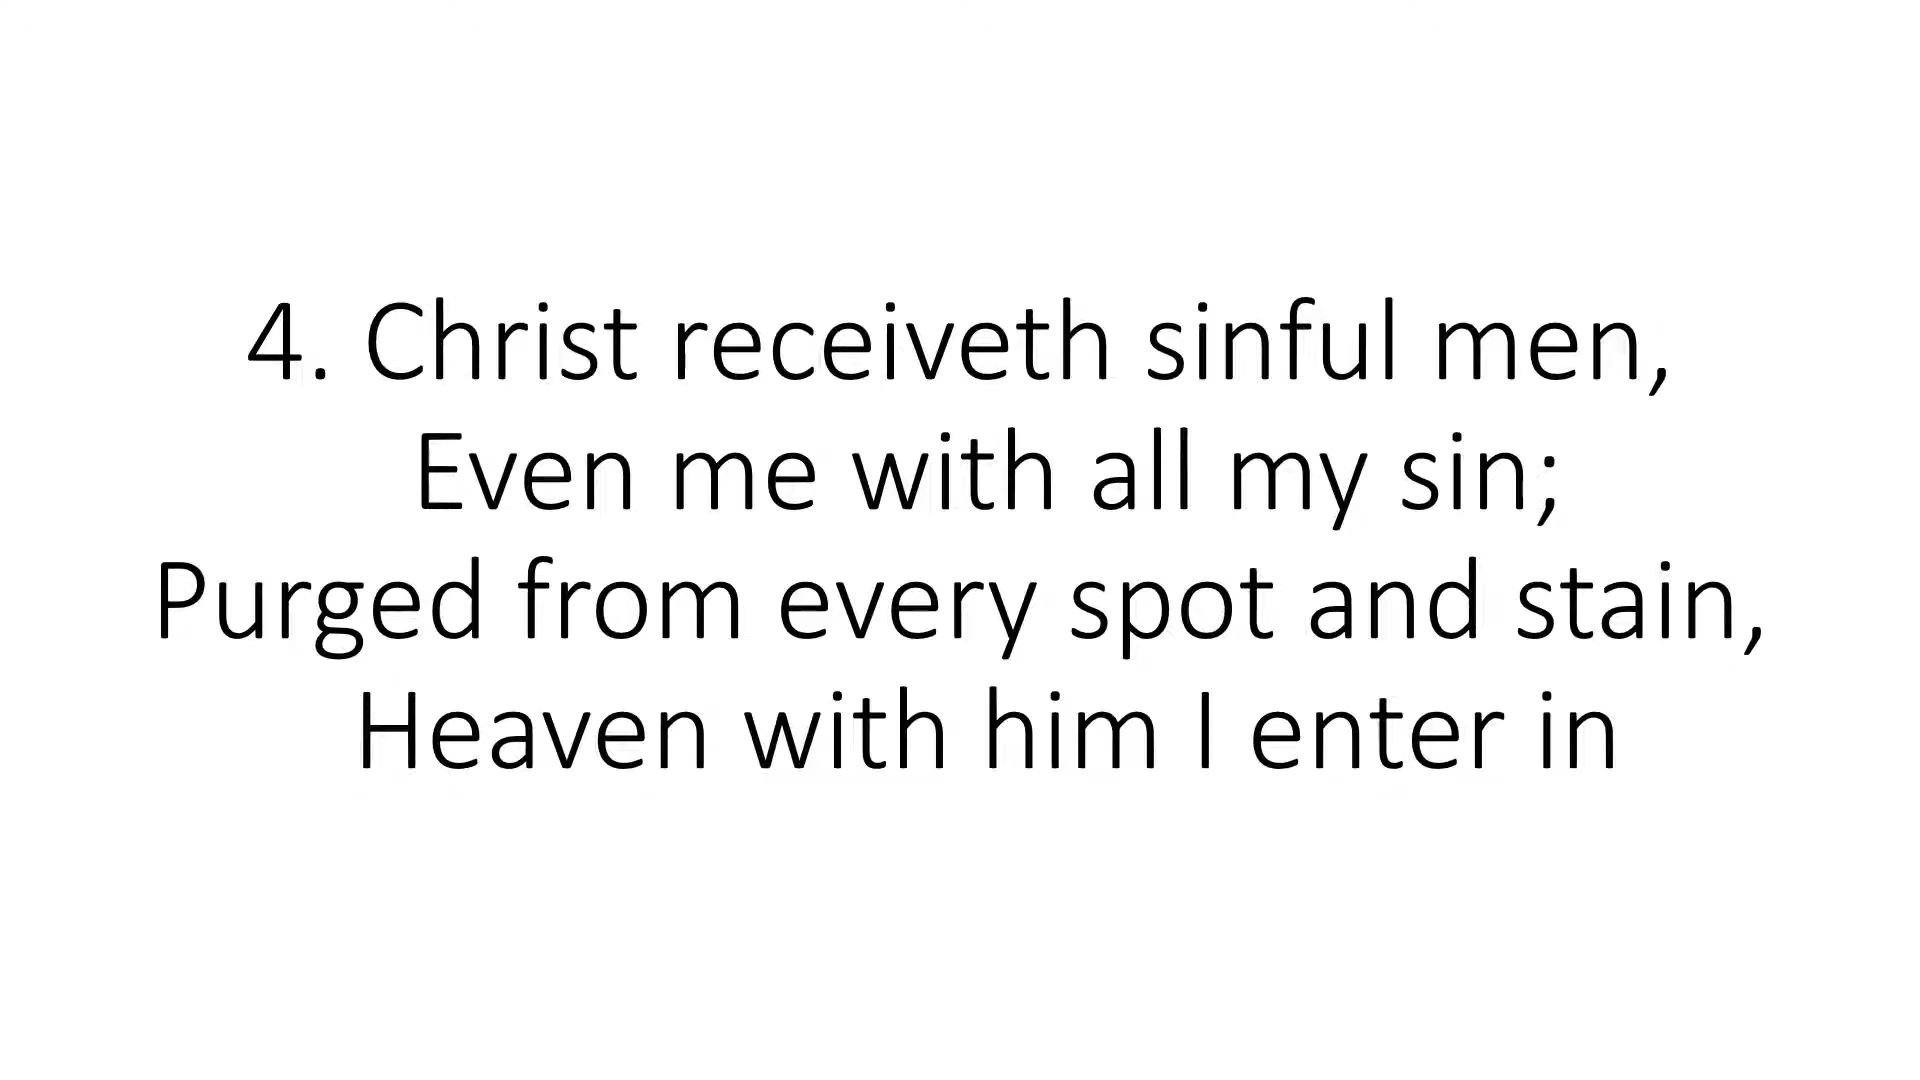 4. Christ receiveth sinful men,
Even me with all my sin;
Purged from every spot and stain,
Heaven with him I enter in